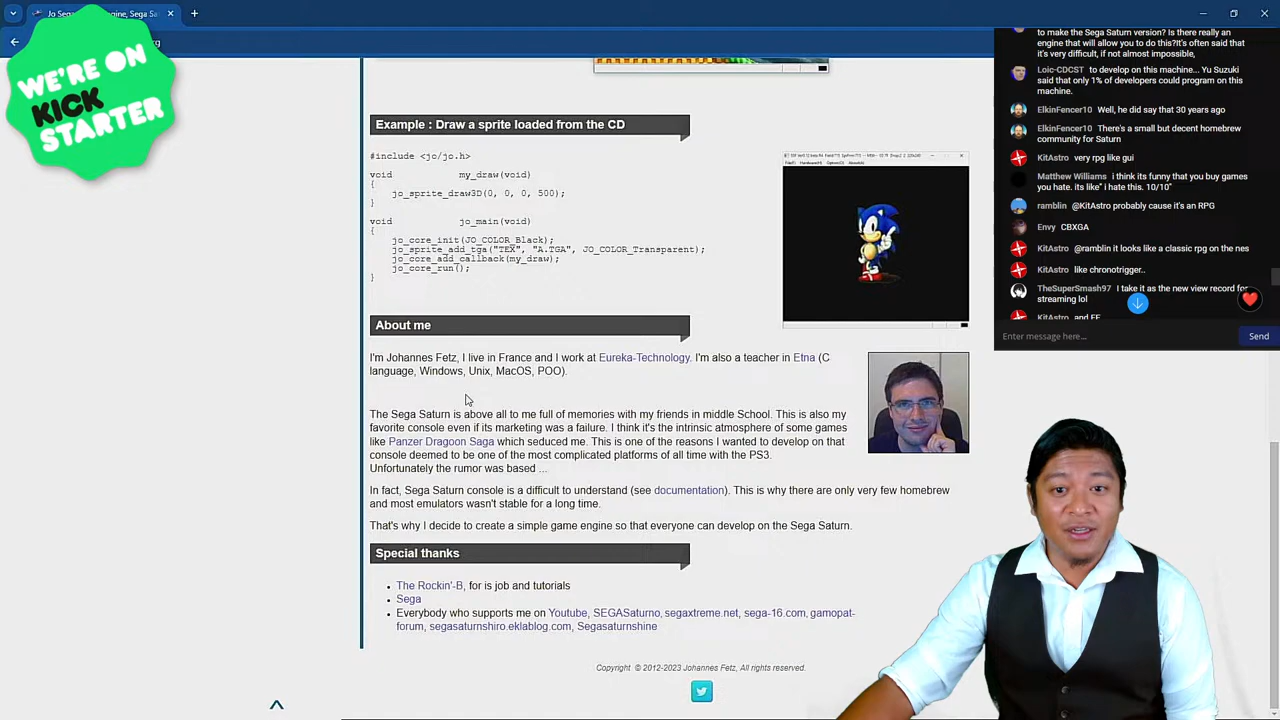 Jo Sega Saturn Engine, Sega Sa
WE'RE ON
KICK
STARTER
Example : Draw a sprite loaded from the CD
#include <jo/jo.h>
void my_draw(void)
{
jo_sprite_draw3D(0, 0, 0, 500);
}
void jo_main(void)
{
jo_core_init(JO_COLOR_Black);
jo_sprite_add_tga("TEX", "A.TGA", JO_COLOR_Transparent);
jo_core_add_callback(my_draw);
jo_core_run();
}
About me
I'm Johannes Fetz, I live in France and I work at Eureka-Technology. I'm also a teacher in Etna (C
language, Windows, Unix, MacOS, POO).
The Sega Saturn is above all to me full of memories with my friends in middle School. This is also my
favorite console even if its marketing was a failure. I think it's the intrinsic atmosphere of some games
like Panzer Dragoon Saga which seduced me. This is one of the reasons I wanted to develop on that
console deemed to be one of the most complicated platforms of all time with the PS3.
Unfortunately the rumor was based ...
In fact, Sega Saturn console is a difficult to understand (see documentation). This is why there are only very few homebrew
and most emulators wasn't stable for a long time.
That's why I decide to create a simple game engine so that everyone can develop on the Sega Saturn.
Special thanks
The Rockin'-B, for is job and tutorials
Sega
Everybody who supports me on Youtube, SEGASaturno, segaxtreme.net, sega-16.com, gamopat-
forum, segasaturnshiro.eklablog.com, Segasaturnshine
Copyright © 2012-2023 Johannes Fetz, All rights reserved.
to make the Sega Saturn version? Is there really an
engine that will allow you to do this?It's often said that
it's very difficult, if not almost impossible,
Loic-CDCST to develop on this machine... Yu Suzuki
said that only 1% of developers could program on this
machine.
ElkinFencer10 Well, he did say that 30 years ago
ElkinFencer10 There's a small but decent homebrew
community for Saturn
KitAstro very rpg like gui
Matthew Williams i think its funny that you buy games
you hate. its like" i hate this. 10/10"
ramblin @KitAstro probably cause it's an RPG
Envy CBXGA
KitAstro @ramblin it looks like a classic rpg on the nes
KitAstro like chronotrigger..
TheSuperSmash97 I take it as the new view record for
streaming lol
KitAstro and FF
Enter message here...
Send